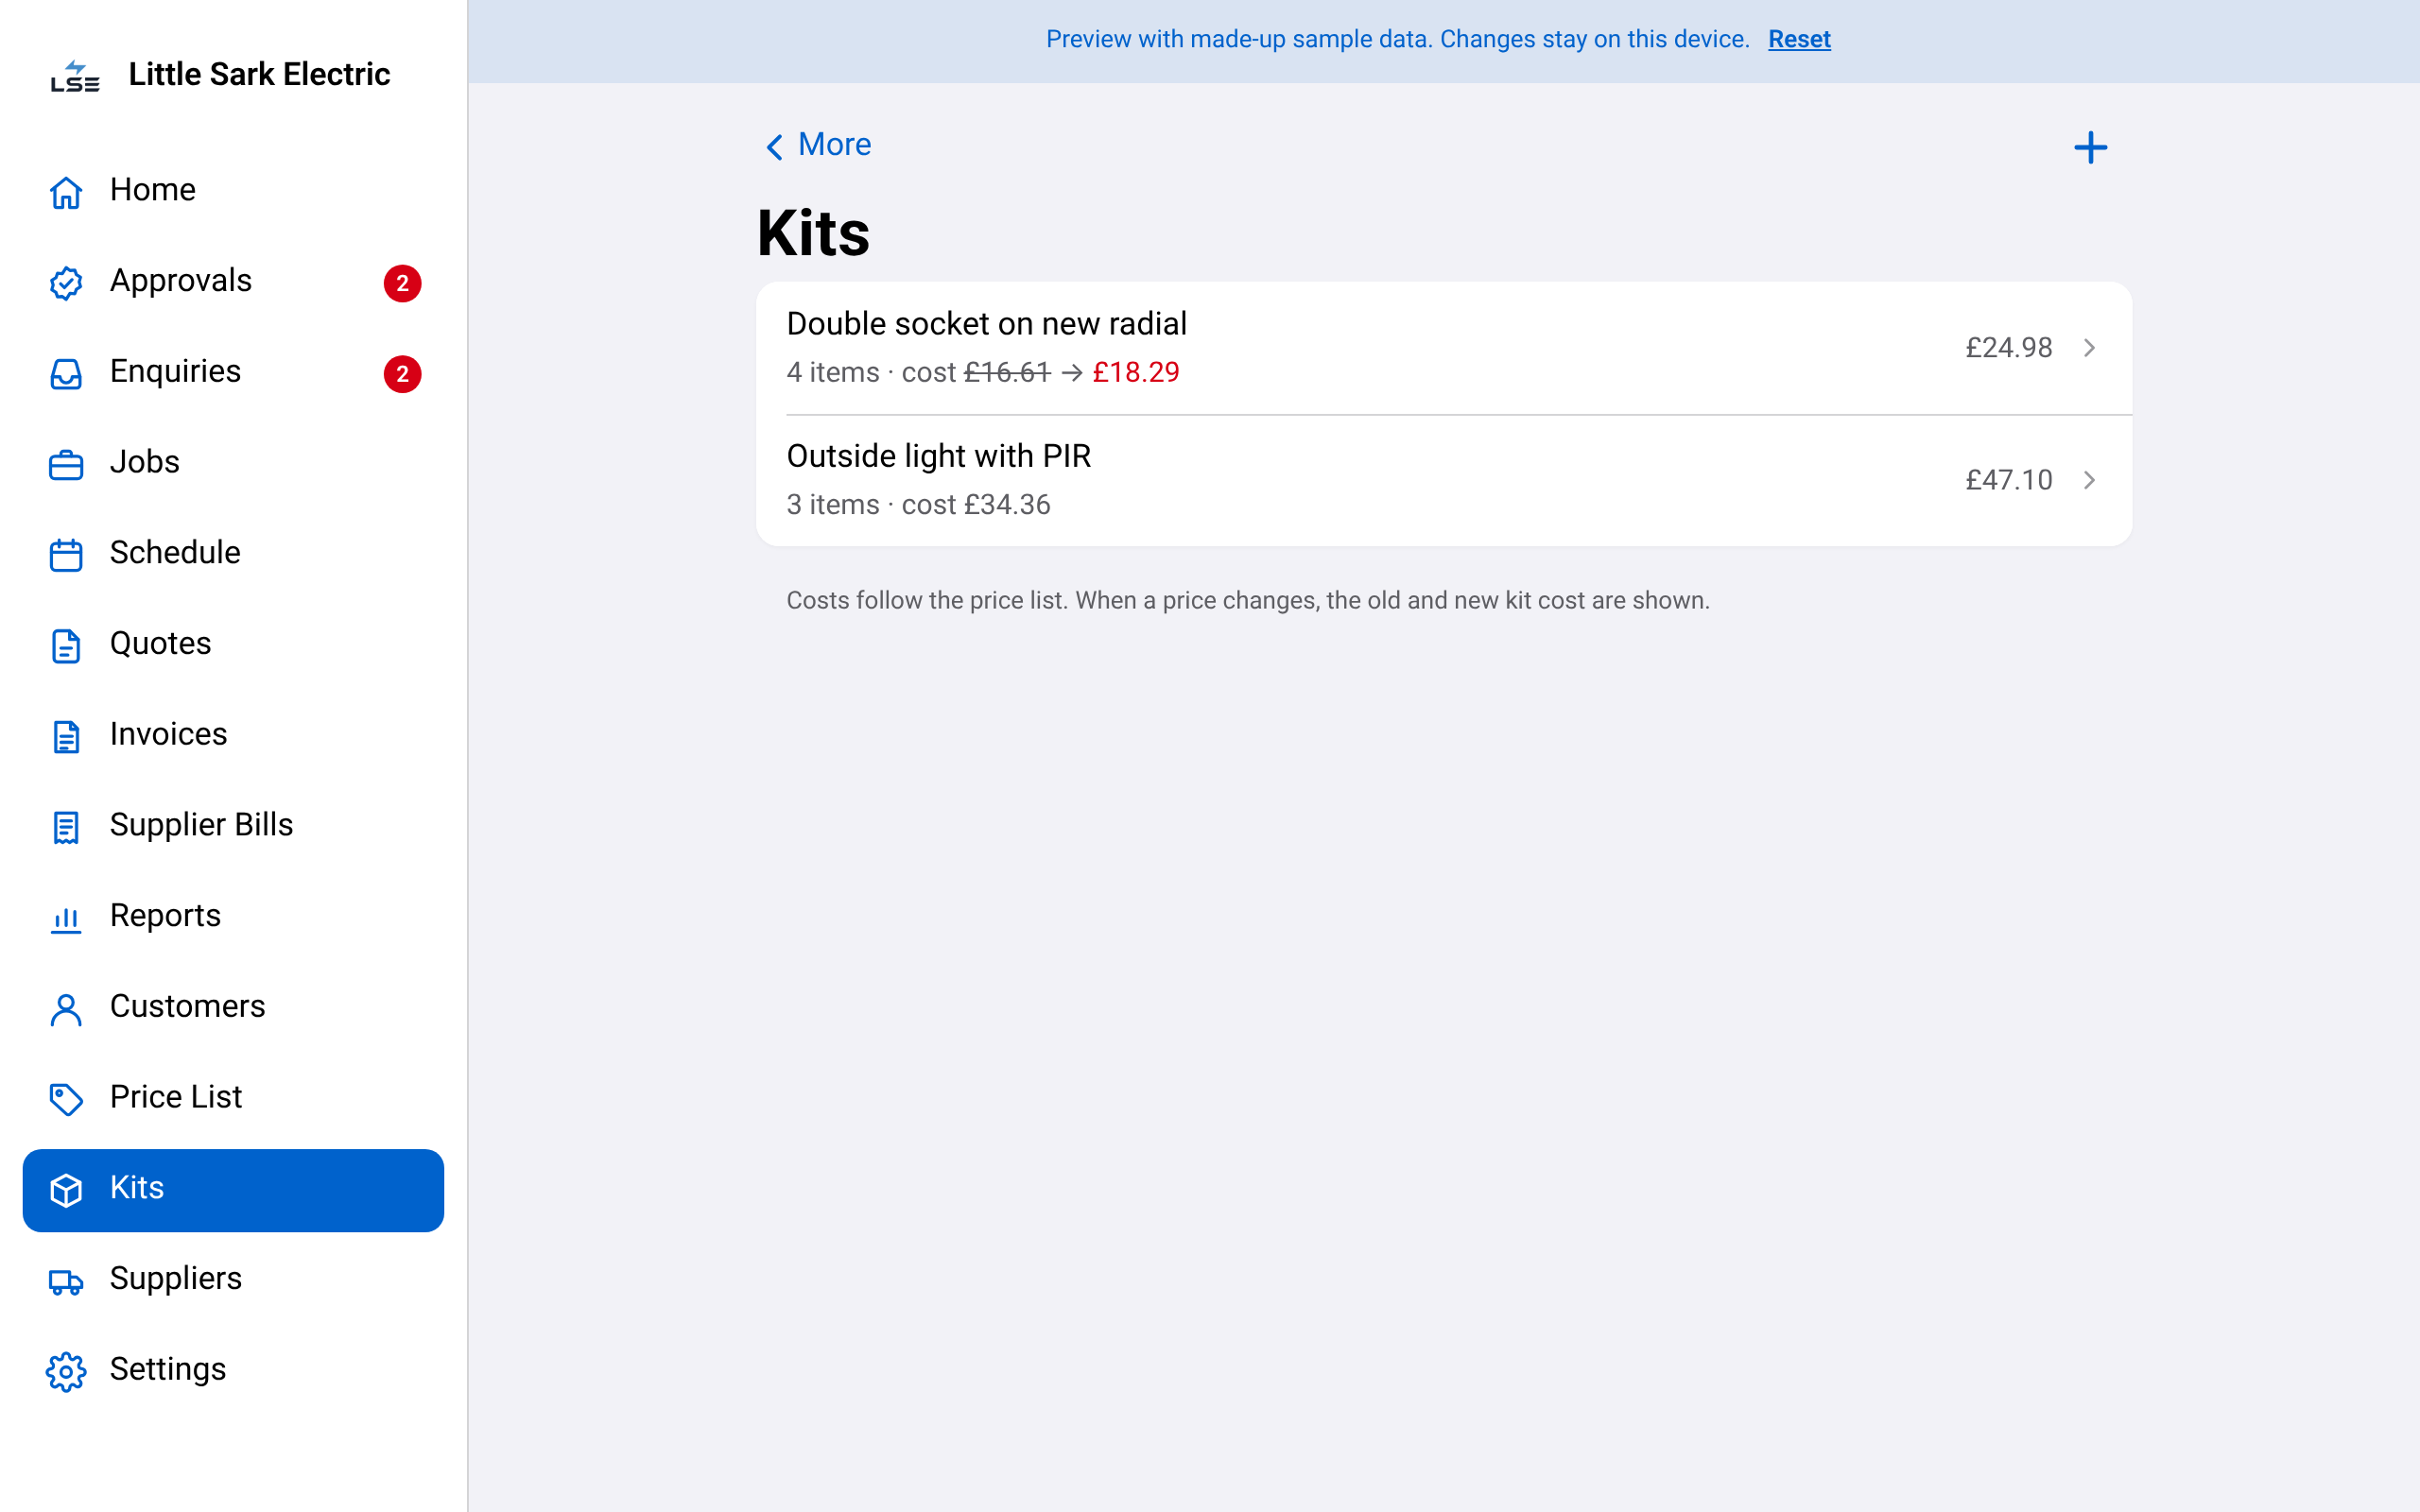 LSE Little Sark Electric
Preview with made-up sample data. Changes stay on this device. Reset
Home
Approvals 2
Enquiries 2
Jobs
Schedule
Quotes
Invoices
Supplier Bills
Reports
Customers
Price List
Kits
Suppliers
Settings
More
Kits
Double socket on new radial
4 items · cost £16.61 → £18.29
£24.98
Outside light with PIR
3 items · cost £34.36
£47.10
Costs follow the price list. When a price changes, the old and new kit cost are shown.